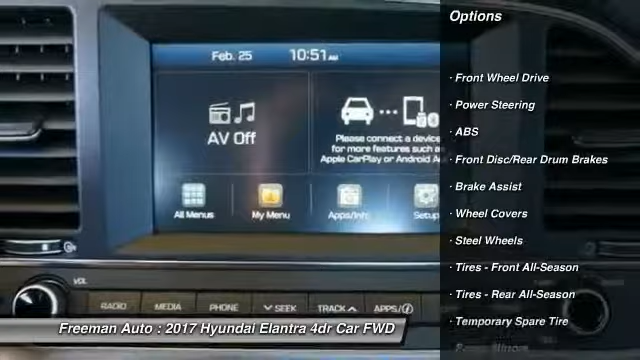 Options
Feb. 25 10:51 AM
AV Off
Please connect a device
for more features such a
Apple CarPlay or Android A
All Menus My Menu Apps/Inf Setup
VOL
RADIO MEDIA PHONE SEEK TRACK APPS/
Freeman Auto : 2017 Hyundai Elantra 4dr Car FWD
· Front Wheel Drive
· Power Steering
· ABS
· Front Disc/Rear Drum Brakes
· Brake Assist
· Wheel Covers
· Steel Wheels
· Tires - Front All-Season
· Tires - Rear All-Season
· Temporary Spare Tire